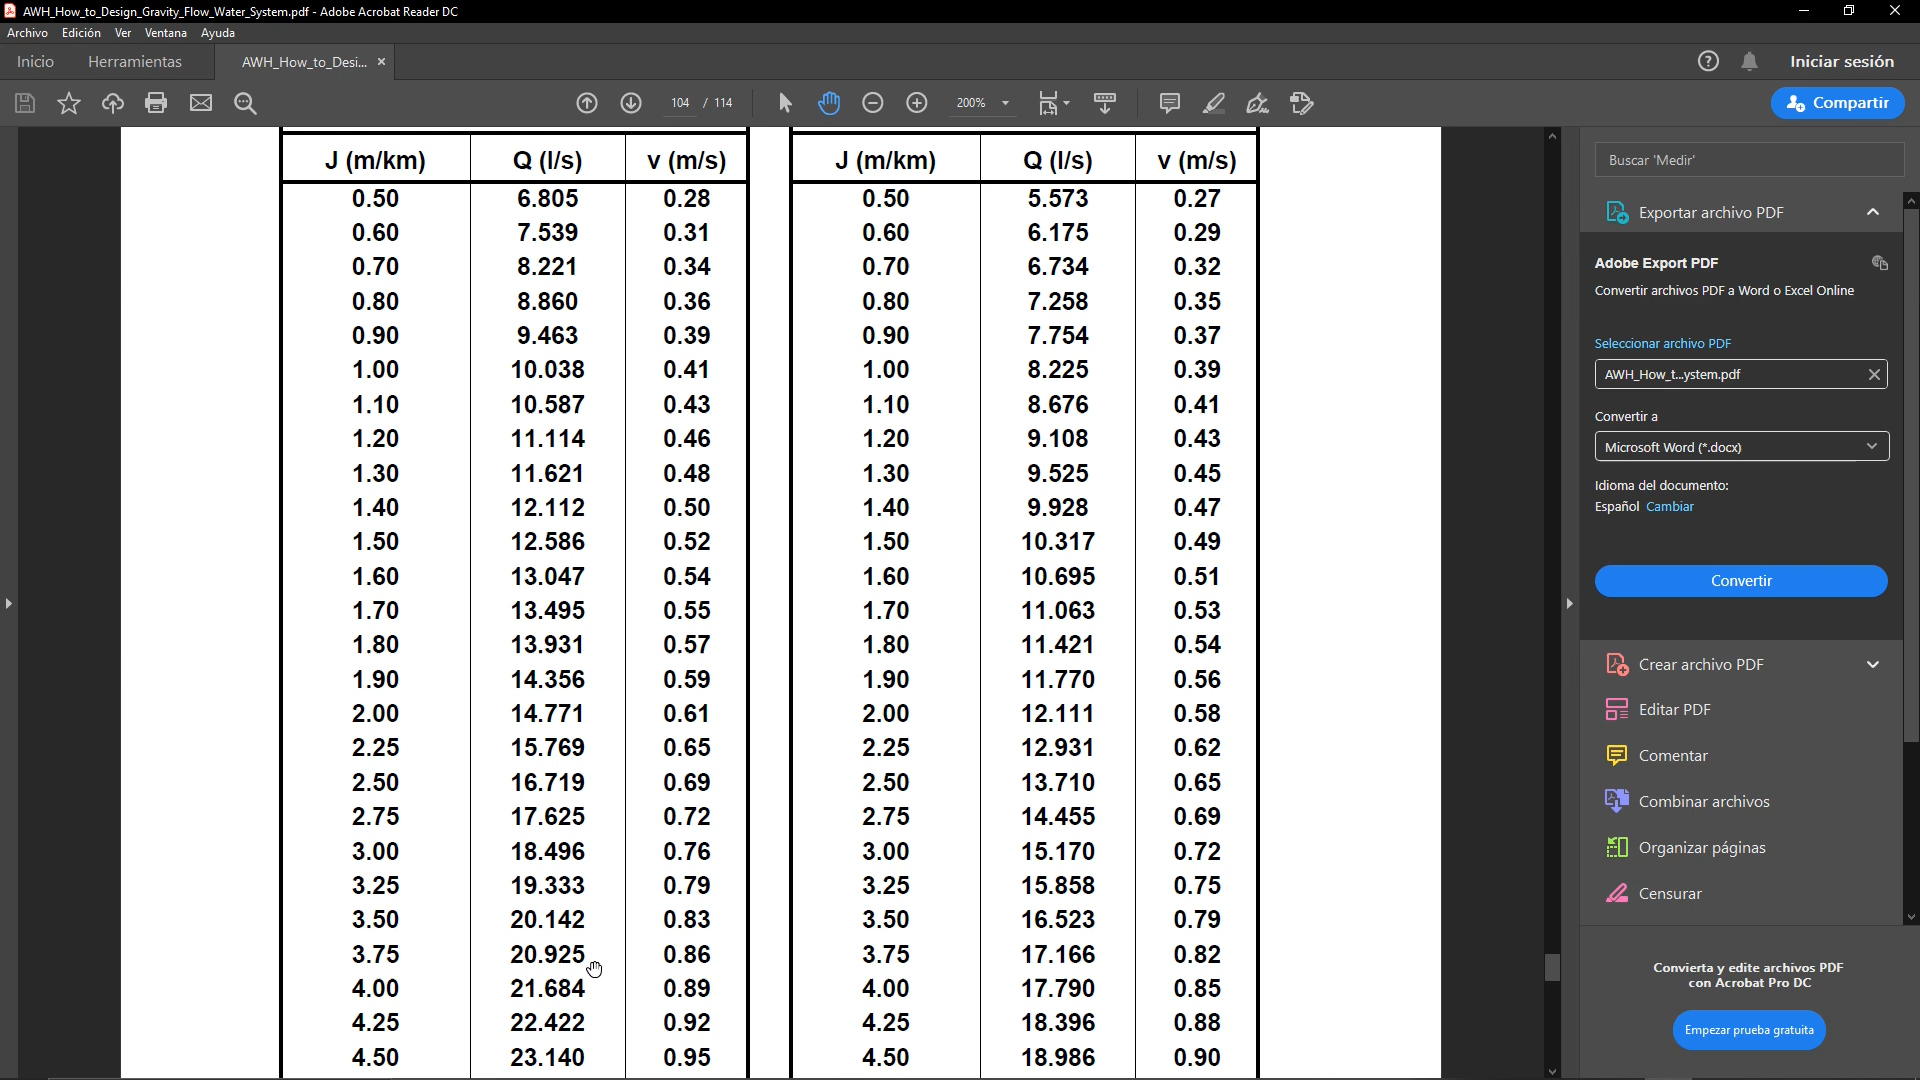 AWH_How_to_Design_Gravity_Flow_Water_System.pdf - Adobe Acrobat Reader DC
Archivo Edición Ver Ventana Ayuda
Inicio Herramientas AWH_How_to_Desi... × Iniciar sesión
104 / 114 200% Compartir
J (m/km) Q (l/s) v (m/s) J (m/km) Q (l/s) v (m/s)
0.50 6.805 0.28 0.50 5.573 0.27
0.60 7.539 0.31 0.60 6.175 0.29
0.70 8.221 0.34 0.70 6.734 0.32
0.80 8.860 0.36 0.80 7.258 0.35
0.90 9.463 0.39 0.90 7.754 0.37
1.00 10.038 0.41 1.00 8.225 0.39
1.10 10.587 0.43 1.10 8.676 0.41
1.20 11.114 0.46 1.20 9.108 0.43
1.30 11.621 0.48 1.30 9.525 0.45
1.40 12.112 0.50 1.40 9.928 0.47
1.50 12.586 0.52 1.50 10.317 0.49
1.60 13.047 0.54 1.60 10.695 0.51
1.70 13.495 0.55 1.70 11.063 0.53
1.80 13.931 0.57 1.80 11.421 0.54
1.90 14.356 0.59 1.90 11.770 0.56
2.00 14.771 0.61 2.00 12.111 0.58
2.25 15.769 0.65 2.25 12.931 0.62
2.50 16.719 0.69 2.50 13.710 0.65
2.75 17.625 0.72 2.75 14.455 0.69
3.00 18.496 0.76 3.00 15.170 0.72
3.25 19.333 0.79 3.25 15.858 0.75
3.50 20.142 0.83 3.50 16.523 0.79
3.75 20.925 0.86 3.75 17.166 0.82
4.00 21.684 0.89 4.00 17.790 0.85
4.25 22.422 0.92 4.25 18.396 0.88
4.50 23.140 0.95 4.50 18.986 0.90
Buscar 'Medir'
Exportar archivo PDF
Adobe Export PDF
Convertir archivos PDF a Word o Excel Online
Seleccionar archivo PDF
AWH_How_t...ystem.pdf
Convertir a
Microsoft Word (*.docx)
Idioma del documento:
Español Cambiar
Convertir
Crear archivo PDF
Editar PDF
Comentar
Combinar archivos
Organizar páginas
Censurar
Convierta y edite archivos PDF
con Acrobat Pro DC
Empezar prueba gratuita